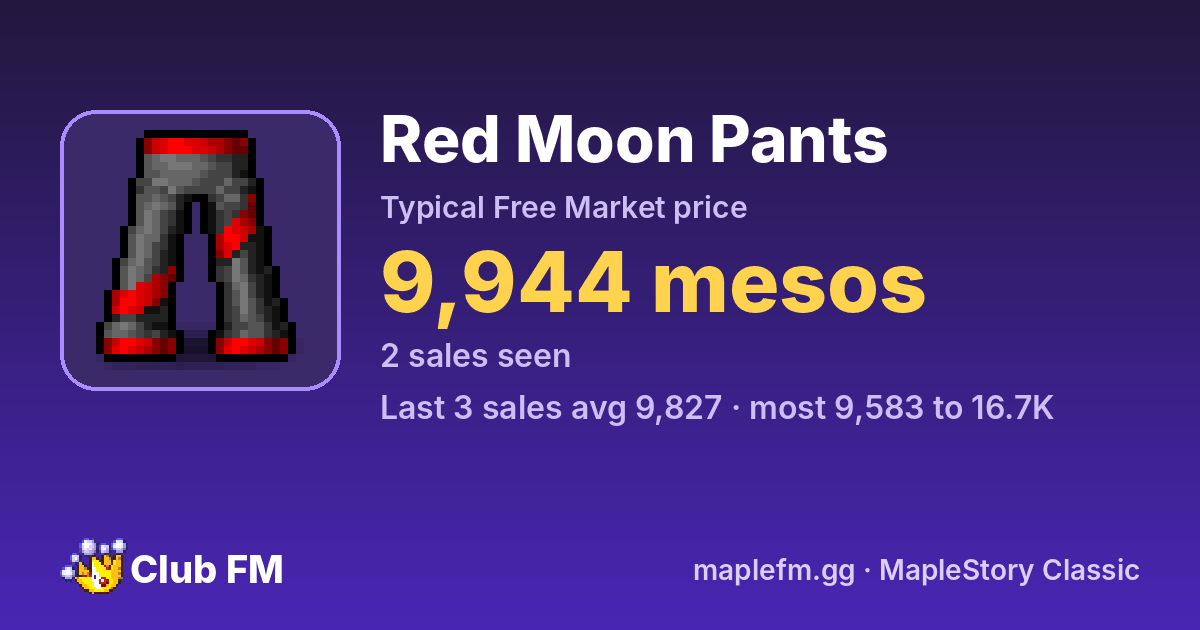 Red Moon Pants
Typical Free Market price
9,944 mesos
2 sales seen
Last 3 sales avg 9,827 · most 9,583 to 16.7K
Club FM
maplefm.gg · MapleStory Classic